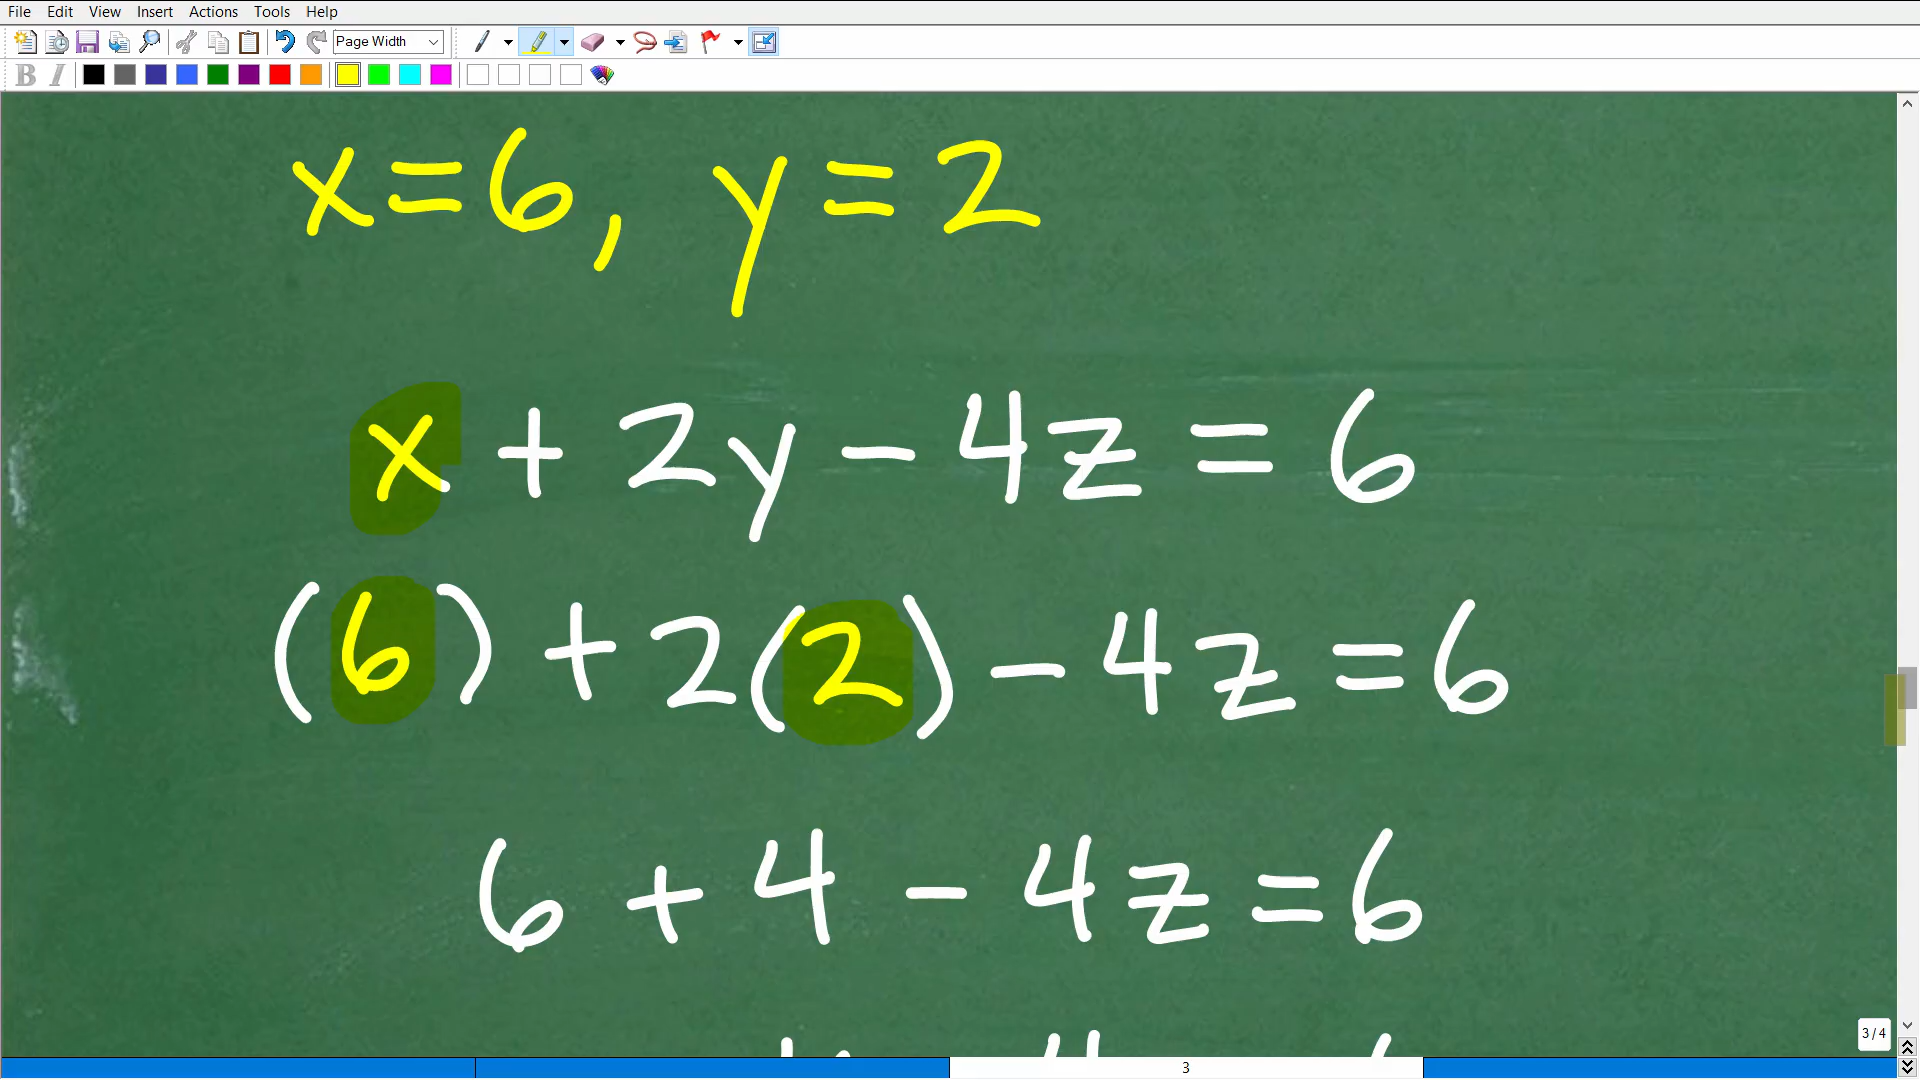 File Edit View Insert Actions Tools Help
Page Width
B I
x=6, y=2
x + 2y - 4z = 6
(6) + 2(2) - 4z = 6
6 + 4 - 4z = 6
3/4
3